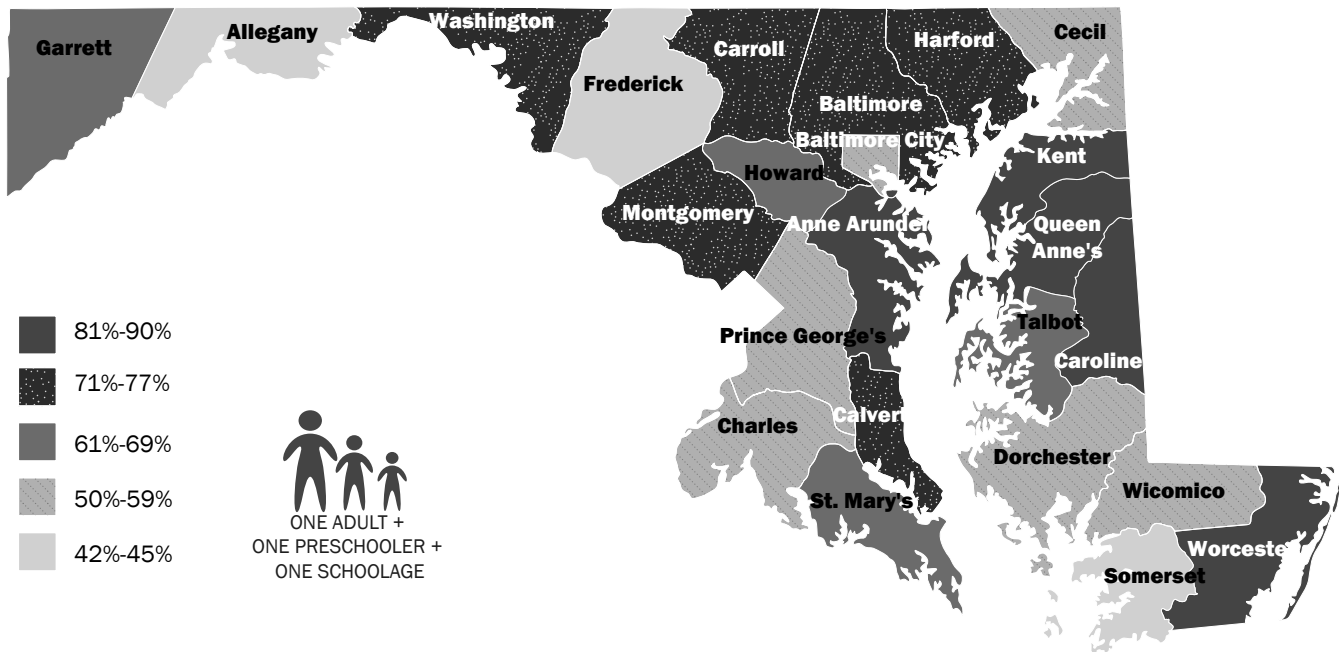 Garrett
Allegany
Washington
Frederick
Carroll
Baltimore
Harford
Cecil
Baltimore City
Howard
Montgomery
Anne Arundel
Kent
Queen
Anne's
Talbot
Caroline
Prince George's
Charles
Calvert
St. Mary's
Dorchester
Wicomico
Somerset
Worcester
81%-90%
71%-77%
61%-69%
50%-59%
42%-45%
ONE ADULT +
ONE PRESCHOOLER +
ONE SCHOOLAGE